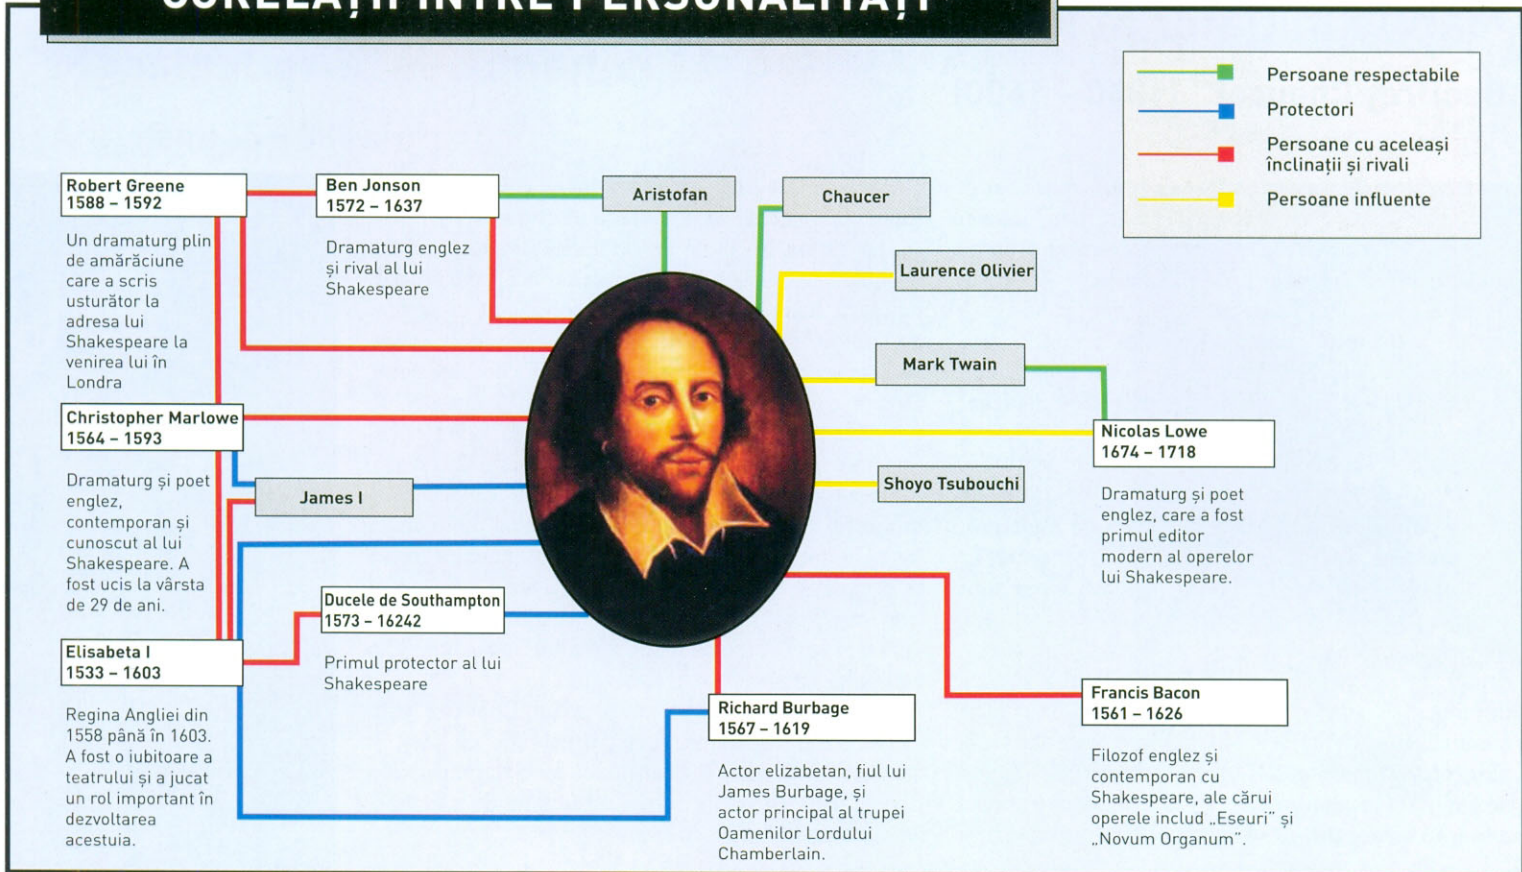 CORELAȚII ÎNTRE PERSONALITĂȚI
Persoane respectabile
Protectori
Persoane cu aceleași
înclinații și rivali
Persoane influente
Robert Greene
1588 – 1592
Un dramaturg plin
de amărăciune
care a scris
usturător la
adresa lui
Shakespeare la
venirea lui în
Londra
Ben Jonson
1572 – 1637
Dramaturg englez
și rival al lui
Shakespeare
Aristofan
Chaucer
Laurence Olivier
Mark Twain
Nicolas Lowe
1674 – 1718
Dramaturg și poet
englez, care a fost
primul editor
modern al operelor
lui Shakespeare.
Shoyo Tsubouchi
Christopher Marlowe
1564 – 1593
Dramaturg și poet
englez,
contemporan și
cunoscut al lui
Shakespeare. A
fost ucis la vârsta
de 29 de ani.
James I
Ducele de Southampton
1573 – 16242
Primul protector al lui
Shakespeare
Elisabeta I
1533 – 1603
Regina Angliei din
1558 până în 1603.
A fost o iubitoare a
teatrului și a jucat
un rol important în
dezvoltarea
acestuia.
Richard Burbage
1567 – 1619
Actor elizabetan, fiul lui
James Burbage, și
actor principal al trupei
Oamenilor Lordului
Chamberlain.
Francis Bacon
1561 – 1626
Filozof englez și
contemporan cu
Shakespeare, ale cărui
operele includ „Eseuri” și
„Novum Organum”.